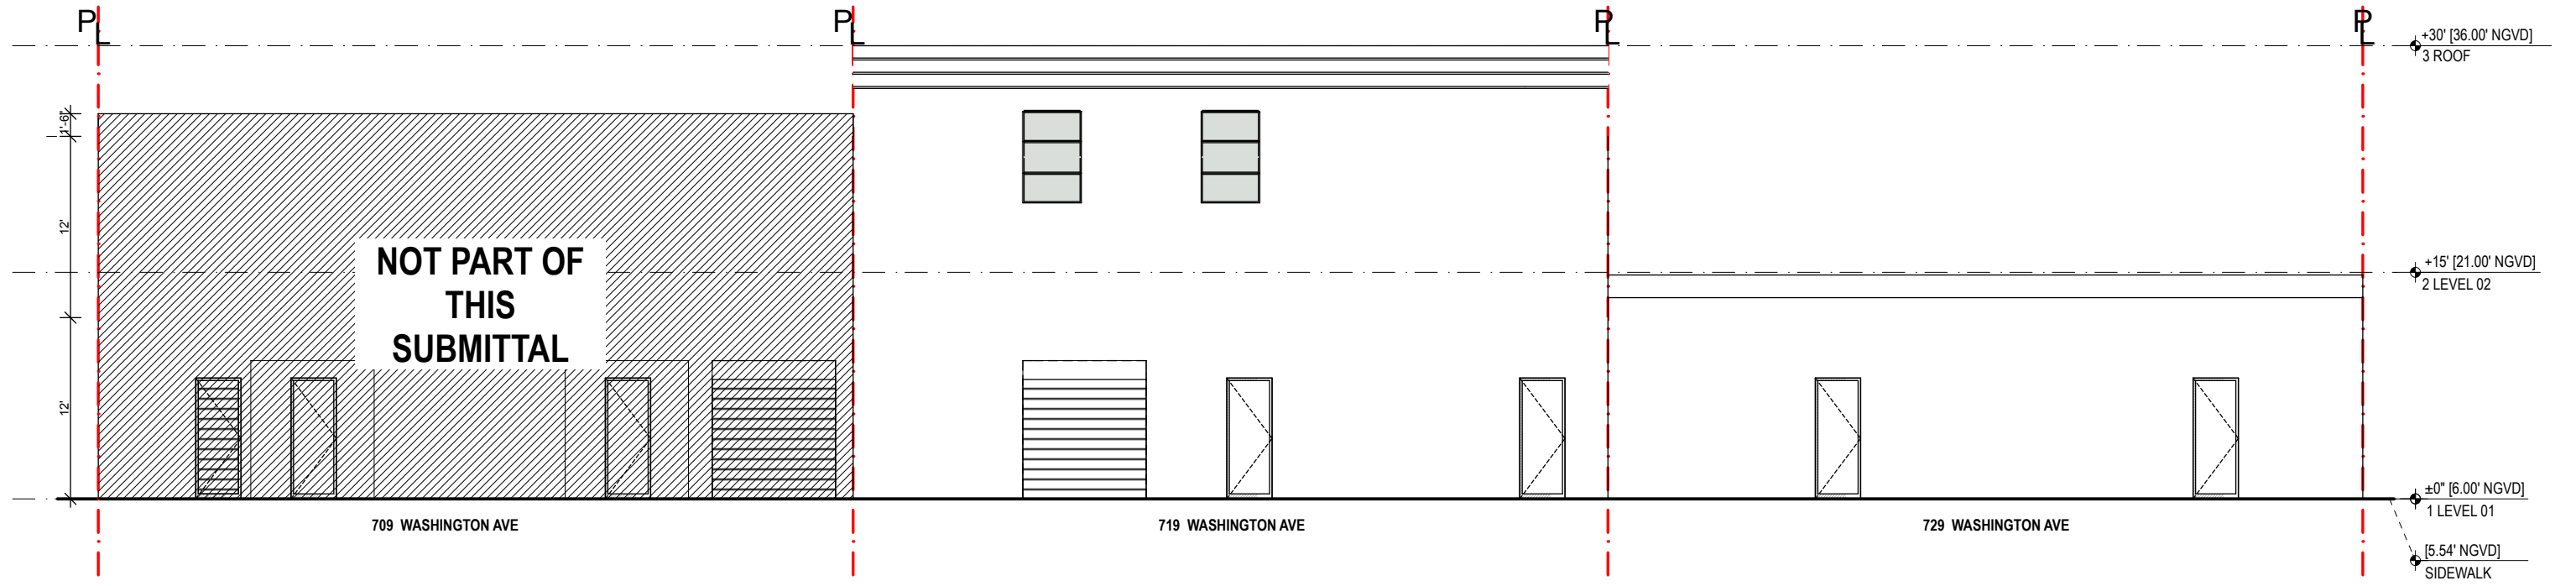 PL PL PL PL
+30' [36.00' NGVD]
3 ROOF
1'-6"
12'
NOT PART OF
THIS
SUBMITTAL
+15' [21.00' NGVD]
2 LEVEL 02
12'
±0" [6.00' NGVD]
1 LEVEL 01
709 WASHINGTON AVE
719 WASHINGTON AVE
729 WASHINGTON AVE
[5.54' NGVD]
SIDEWALK